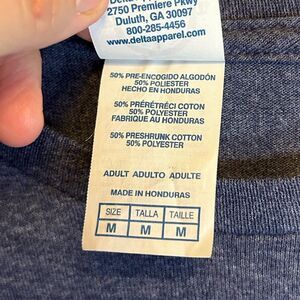 2750 Premiere Pkwy
Duluth, GA 30097
800-285-4456
www.deltaapparel.com
50% PRE-ENCOGIDO ALGODÓN
50% POLIESTER
HECHO EN HONDURAS
50% PRÉRÉTRÉCI COTON
50% POLYESTER
FABRIQUE AU HONDURAS
50% PRESHRUNK COTTON
50% POLYESTER
ADULT ADULTO ADULTE
MADE IN HONDURAS
SIZE TALLA TAILLE
M M M